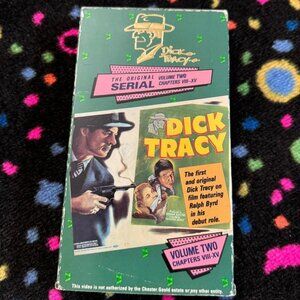 DICK
TRACY
THE ORIGINAL
SERIAL
VOLUME TWO
CHAPTERS VIII-XV
DICK
TRACY
The first
and original
Dick Tracy on
film featuring
Ralph Byrd
in his
debut role.
VOLUME TWO
CHAPTERS VIII-XV
This video is not authorized by the Chester Gould estate or any other entity.